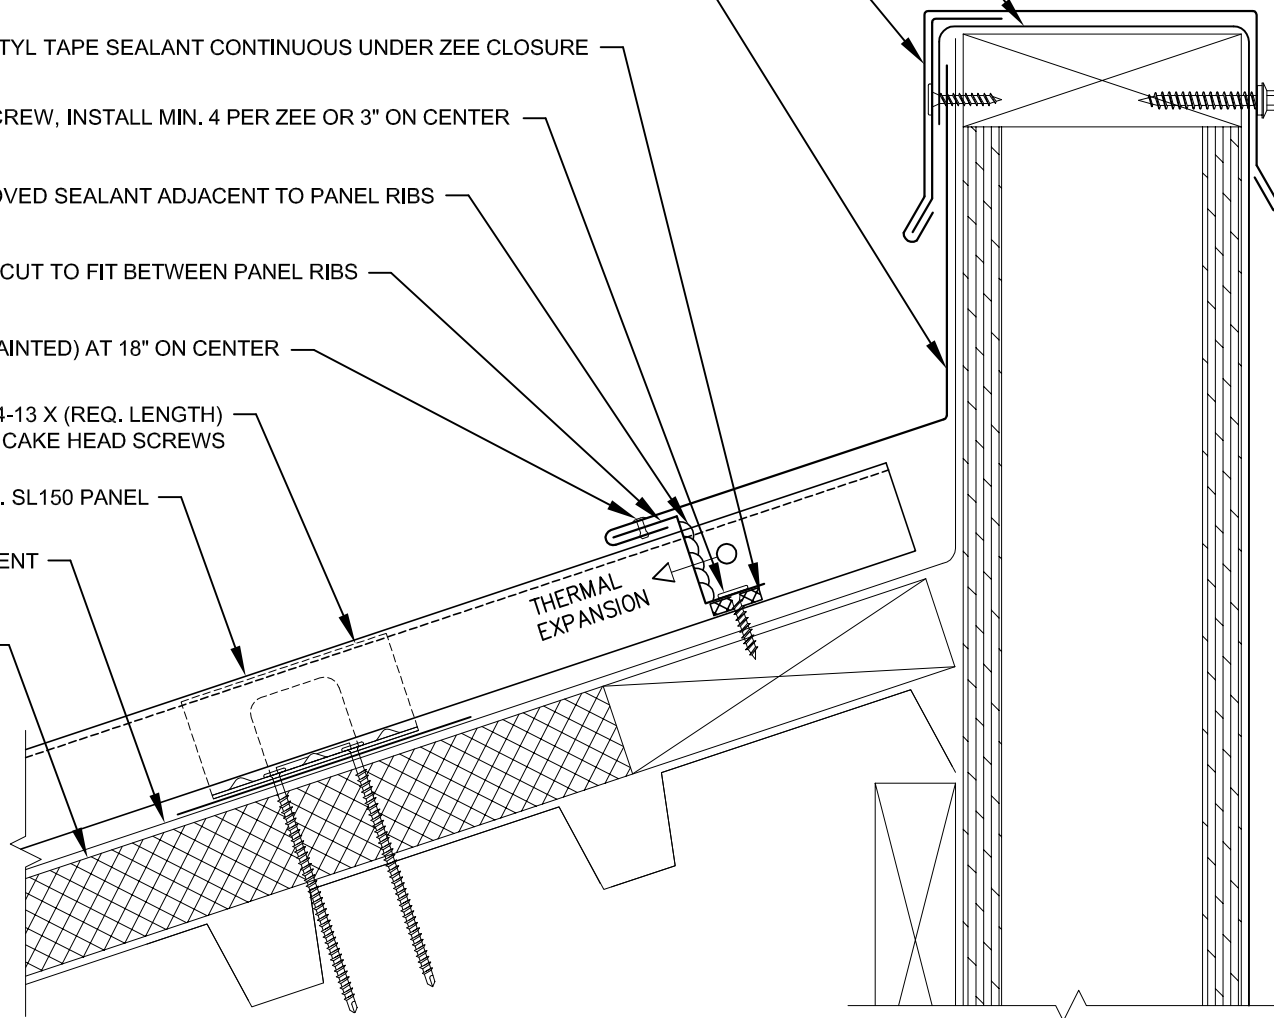 TYL TAPE SEALANT CONTINUOUS UNDER ZEE CLOSURE
CREW, INSTALL MIN. 4 PER ZEE OR 3" ON CENTER
OVED SEALANT ADJACENT TO PANEL RIBS
CUT TO FIT BETWEEN PANEL RIBS
AINTED) AT 18" ON CENTER
4-13 X (REQ. LENGTH)
CAKE HEAD SCREWS
. SL150 PANEL
ENT
THERMAL
EXPANSION